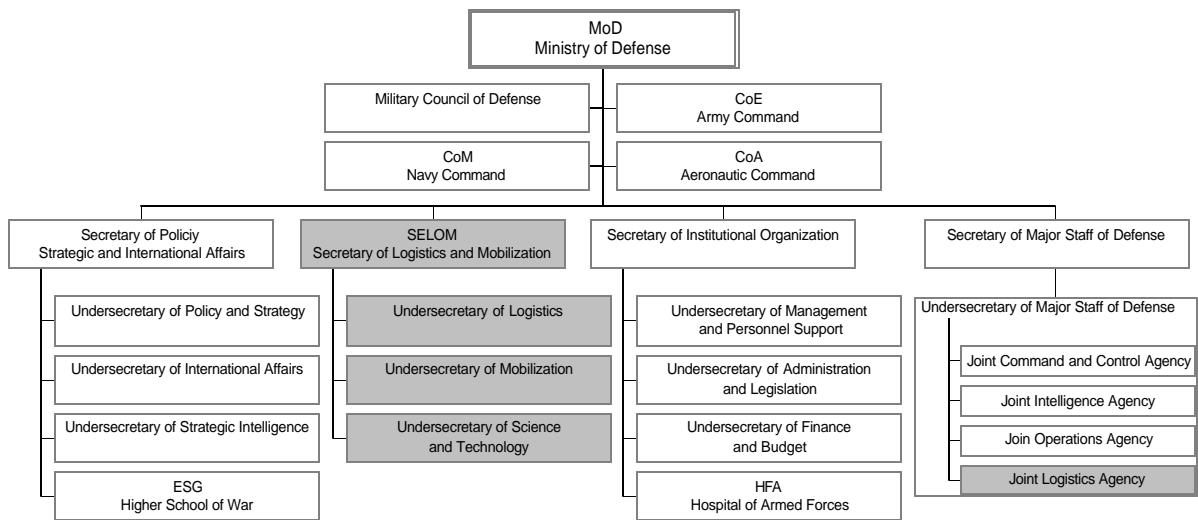 MoD
Ministry of Defense
Military Council of Defense
CoE
Army Command
CoM
Navy Command
CoA
Aeronautic Command
Secretary of Policiy
Strategic and International Affairs
SELOM
Secretary of Logistics and Mobilization
Secretary of Institutional Organization
Secretary of Major Staff of Defense
Undersecretary of Policy and Strategy
Undersecretary of International Affairs
Undersecretary of Strategic Intelligence
ESG
Higher School of War
Undersecretary of Logistics
Undersecretary of Mobilization
Undersecretary of Science
and Technology
Undersecretary of Management
and Personnel Support
Undersecretary of Administration
and Legislation
Undersecretary of Finance
and Budget
HFA
Hospital of Armed Forces
Undersecretary of Major Staff of Defense
Joint Command and Control Agency
Joint Intelligence Agency
Join Operations Agency
Joint Logistics Agency